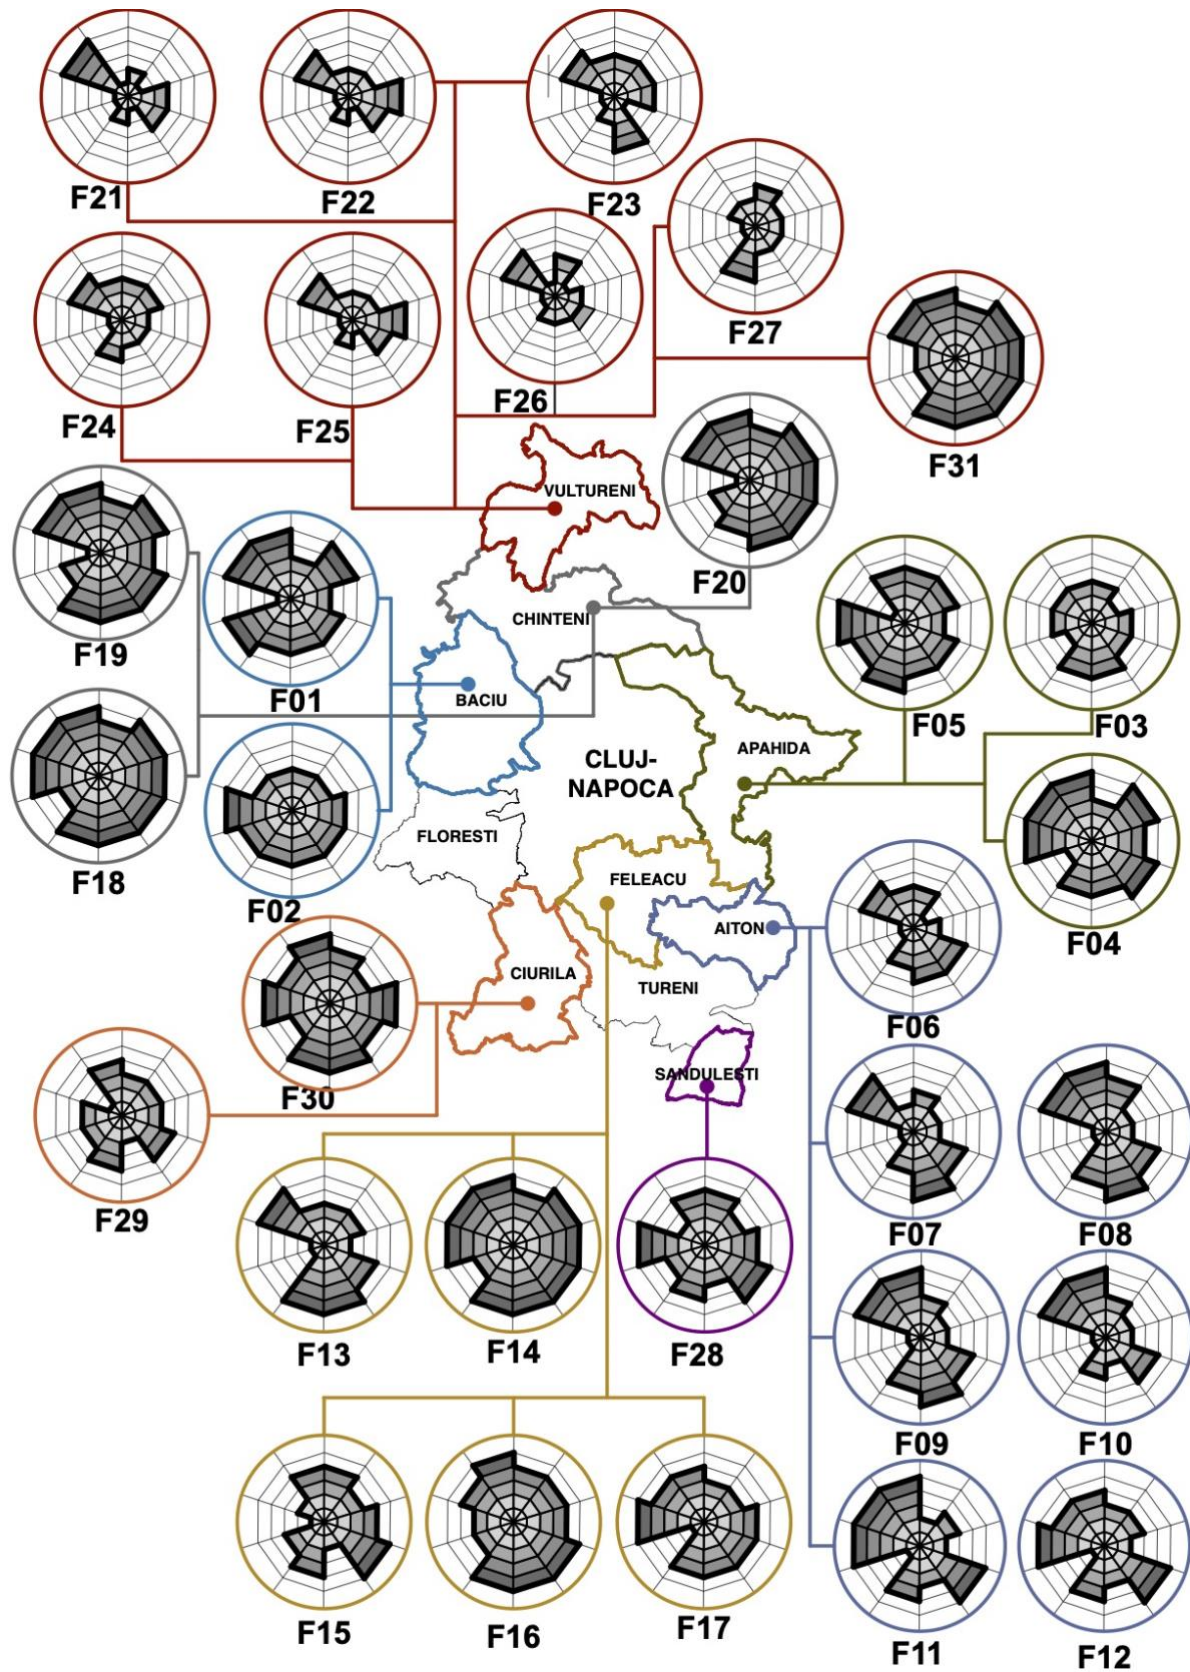 F21
F22
F23
F27
F24
F25
F26
F31
VULTURENI
F20
F19
F01
CHINTENI
F05
F03
BACIU
APAHIDA
CLUJ-
NAPOCA
FLORESTI
F18
F02
FELEACU
F04
AITON
CIURILA
TURENI
F06
SANDULESTI
F30
F29
F07
F08
F13
F14
F28
F09
F10
F15
F16
F17
F11
F12